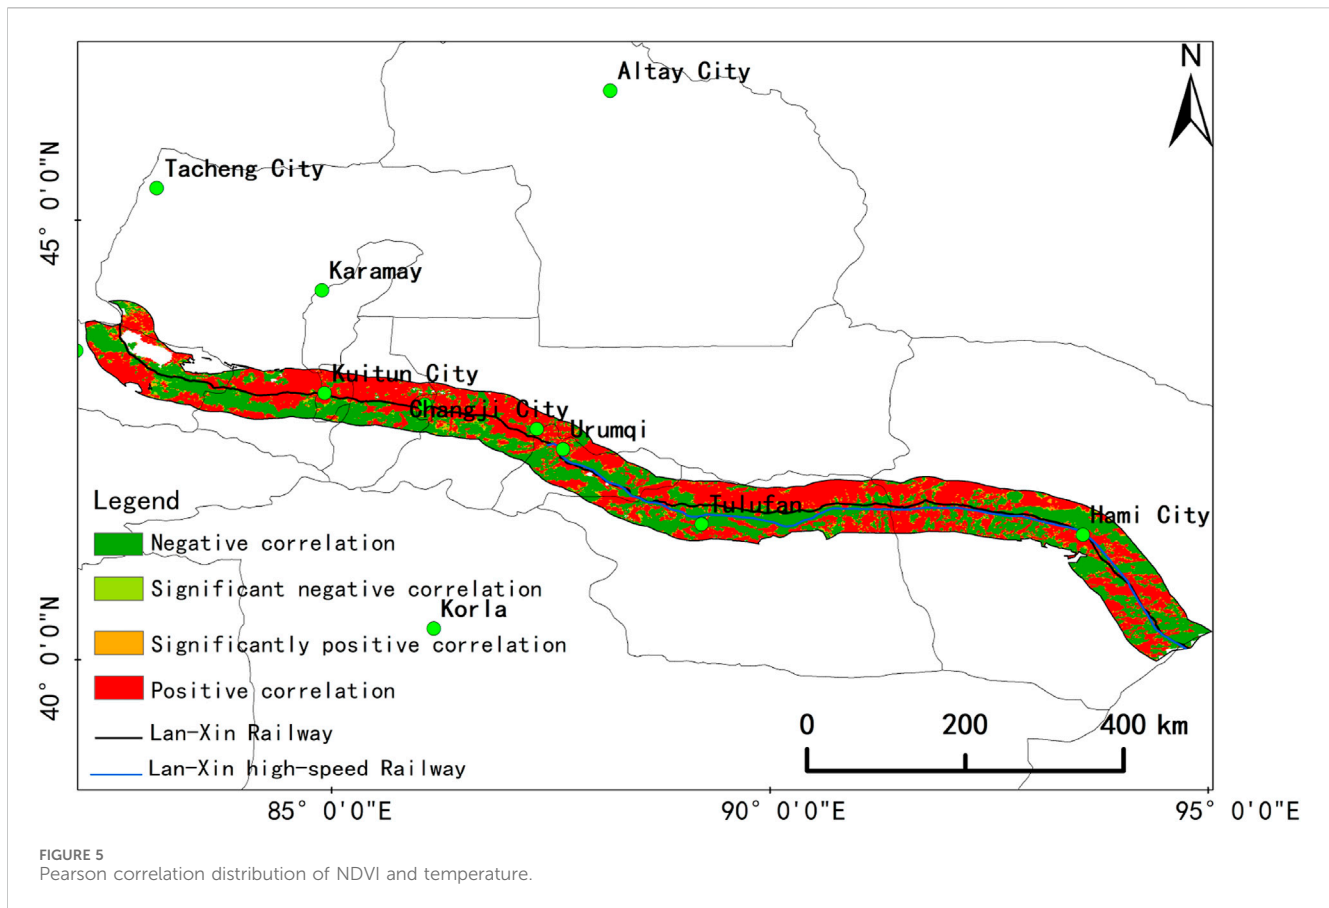 N
Altay City
Tacheng City
45° 0'0"N
Karamay
Kuitun City
Changji City
Urumqi
Legend
Tulufan
Hami City
Negative correlation
Significant negative correlation
Korla
Significantly positive correlation
40° 0'0"N
Positive correlation
0 200 400 km
Lan-Xin Railway
Lan-Xin high-speed Railway
85° 0'0"E 90° 0'0"E 95° 0'0"E
FIGURE 5
Pearson correlation distribution of NDVI and temperature.